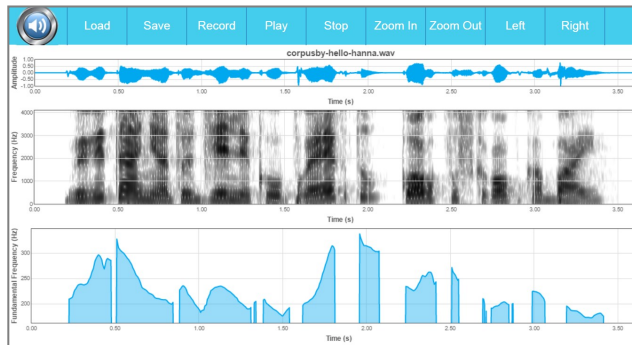 Load Save Record Play Stop Zoom In Zoom Out Left Right
corpusby-hello-hanna.wav
Amplitude
1.00
0.50
0.00
-0.50
-1.00
0.00 0.50 1.00 1.50 2.00 2.50 3.00 3.50
Time (s)
Frequency (Hz)
4000
3000
2000
1000
0
0.00 0.50 1.00 1.50 2.00 2.50 3.00 3.50
Time (s)
Fundamental Frequency (Hz)
300
250
200
0.00 0.50 1.00 1.50 2.00 2.50 3.00 3.50
Time (s)